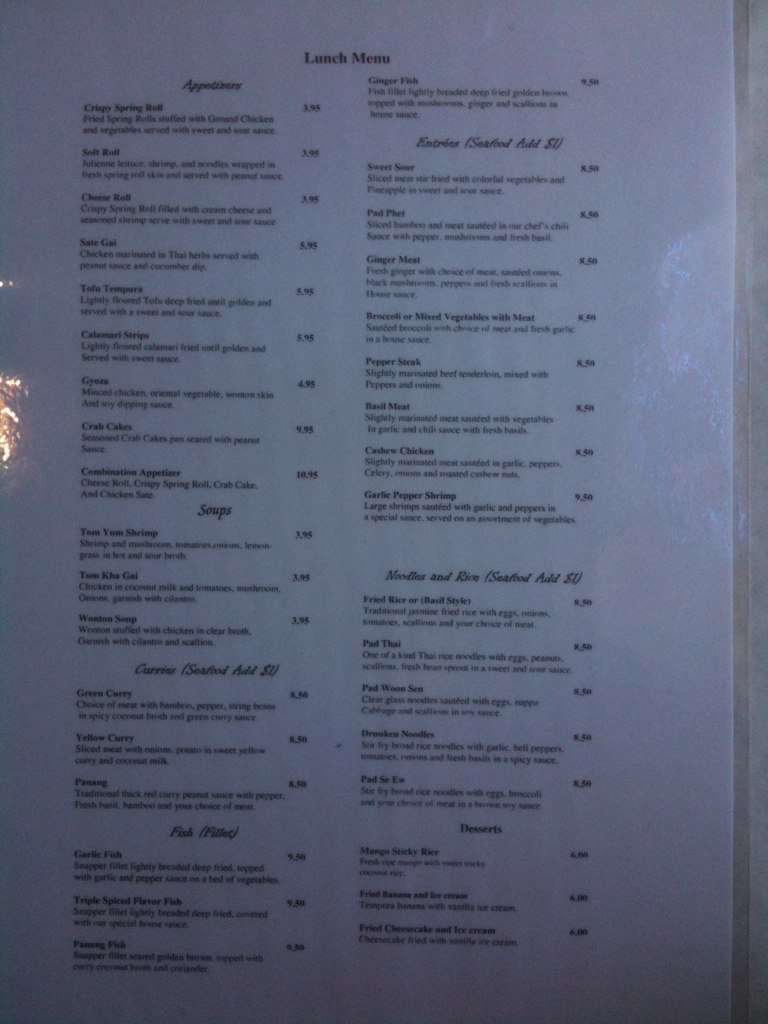 Lunch Menu
Appetizers
Crispy Spring Roll 3.95
Fried Spring Rolls stuffed with Ground Chicken
and vegetables served with sweet and sour sauce.
Soft Roll 3.95
Julienne lettuce, shrimp, and noodles wrapped in
fresh spring roll skin and served with peanut sauce.
Cheese Roll 3.95
Crispy Spring Roll filled with cream cheese and
seasoned shrimp serve with sweet and sour sauce
Sate Gai 5.95
Chicken marinated in Thai herbs served with
peanut sauce and cucumber dip.
Tofu Tempura 5.95
Lightly floured Tofu deep fried until golden and
served with a sweet and sour sauce.
Calamari Strips 5.95
Lightly floured calamari fried until golden and
Served with sweet sauce.
Gyoza 4.95
Minced chicken, oriental vegetable, wonton skin
And soy dipping sauce.
Crab Cakes 9.95
Seasoned Crab Cakes pan seared with peanut
Sauce.
Combination Appetizer 10.95
Cheese Roll, Crispy Spring Roll, Crab Cake,
And Chicken Sate.
Soups
Tom Yum Shrimp 3.95
Shrimp and mushroom, tomatoes,onions, lemon-
grass in hot and sour broth.
Tom Kha Gai 3.95
Chicken in coconut milk and tomatoes, mushroom,
Onions, garnish with cilantro.
Wonton Soup 3.95
Wonton stuffed with chicken in clear broth,
Garnish with cilantro and scallion.
Curries (Seafood Add $1)
Green Curry 8.50
Choice of meat with bamboo, pepper, string beans
in spicy coconut broth and green curry sauce.
Yellow Curry 8.50
Sliced meat with onions, potato in sweet yellow
curry and coconut milk.
Panang 8.50
Traditional thick red curry peanut sauce with pepper,
Fresh basil, bamboo and your choice of meat.
Fish (Fillet)
Garlic Fish 9.50
Snapper fillet lightly breaded deep fried, topped
with garlic and pepper sauce on a bed of vegetables.
Triple Spiced Flavor Fish 9.50
Snapper fillet lightly breaded deep fried, covered
with our special house sauce.
Panang Fish 9.50
Snapper fillet seared golden brown, topped with
curry coconut broth and coriander.
Ginger Fish 9.50
Fish fillet lightly breaded deep fried golden brown,
topped with mushrooms, ginger and scallions in
house sauce.
Entrées (Seafood Add $1)
Sweet Sour 8.50
Sliced meat stir fried with colorful vegetables and
Pineapple in sweet and sour sauce.
Pad Phet 8.50
Sliced bamboo and meat sautéed in our chef's chili
Sauce with pepper, mushrooms and fresh basil.
Ginger Meat 8.50
Fresh ginger with choice of meat, sautéed onions,
black mushrooms, peppers and fresh scallions in
House sauce.
Broccoli or Mixed Vegetables with Meat 8.50
Sautéed broccoli with choice of meat and fresh garlic
in a house sauce.
Pepper Steak 8.50
Slightly marinated beef tenderloin, mixed with
Peppers and onions.
Basil Meat 8.50
Slightly marinated meat sautéed with vegetables
In garlic and chili sauce with fresh basils.
Cashew Chicken 8.50
Slightly marinated meat sautéed in garlic, peppers,
Celery, onions and roasted cashew nuts.
Garlic Pepper Shrimp 9.50
Large shrimps sautéed with garlic and peppers in
a special sauce, served on an assortment of vegetables.
Noodles and Rice (Seafood Add $1)
Fried Rice or (Basil Style) 8.50
Traditional jasmine fried rice with eggs, onions,
tomatoes, scallions and your choice of meat.
Pad Thai 8.50
One of a kind Thai rice noodles with eggs, peanuts,
scallions, fresh bean sprout in a sweet and sour sauce.
Pad Woon Sen 8.50
Clear glass noodles sautéed with eggs, nappa
Cabbage and scallions in soy sauce.
Drunken Noodles 8.50
Stir fry broad rice noodles with garlic, bell peppers,
tomatoes, onions and fresh basils in a spicy sauce.
Pad Se Ew 8.50
Stir fry broad rice noodles with eggs, broccoli
and your choice of meat in a brown soy sauce.
Desserts
Mango Sticky Rice 6.00
Fresh ripe mango with sweet sticky
coconut rice.
Fried Banana and Ice cream 6.00
Tempura banana with vanilla ice cream.
Fried Cheesecake and Ice cream 6.00
Cheesecake fried with vanilla ice cream.